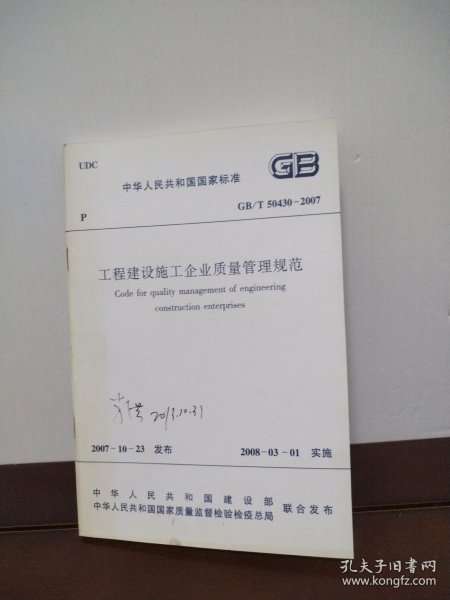 UDC
中华人民共和国国家标准
GB
P
GB/T 50430-2007
工程建设施工企业质量管理规范
Code for quality management of engineering
construction enterprises
2013.10.31
2007-10-23 发布
2008-03-01 实施
中华人民共和国建设部
中华人民共和国国家质量监督检验检疫总局
联合发布
孔夫子旧书网
www.kongfz.com